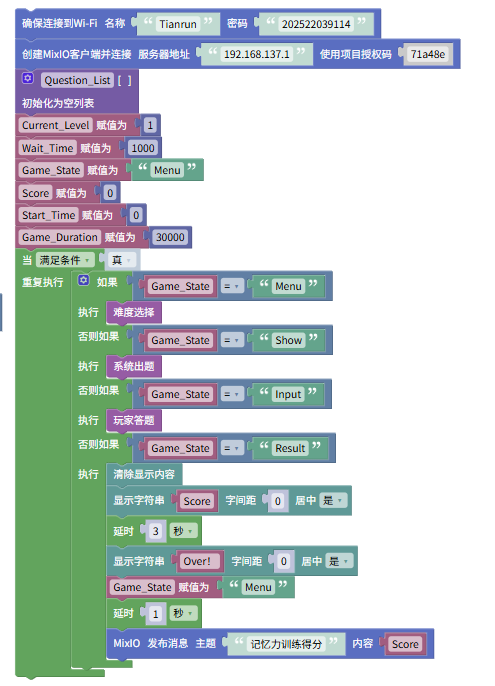 确保连接到Wi-Fi 名称 “ Tianrun ” 密码 “ 202522039114 ”
创建MixIO客户端并连接 服务器地址 “ 192.168.137.1 ” 使用项目授权码 71a48e
Question_List [ ]
初始化为空列表
Current_Level 赋值为 1
Wait_Time 赋值为 1000
Game_State 赋值为 “ Menu ”
Score 赋值为 0
Start_Time 赋值为 0
Game_Duration 赋值为 30000
当 满足条件 真
重复执行 如果 Game_State = “ Menu ”
执行 难度选择
否则如果 Game_State = “ Show ”
执行 系统出题
否则如果 Game_State = “ Input ”
执行 玩家答题
否则如果 Game_State = “ Result ”
执行 清除显示内容
显示字符串 Score 字间距 0 居中 是
延时 3 秒
显示字符串 Over! 字间距 0 居中 是
Game_State 赋值为 “ Menu ”
延时 1 秒
MixIO 发布消息 主题 “ 记忆力训练得分 ” 内容 Score